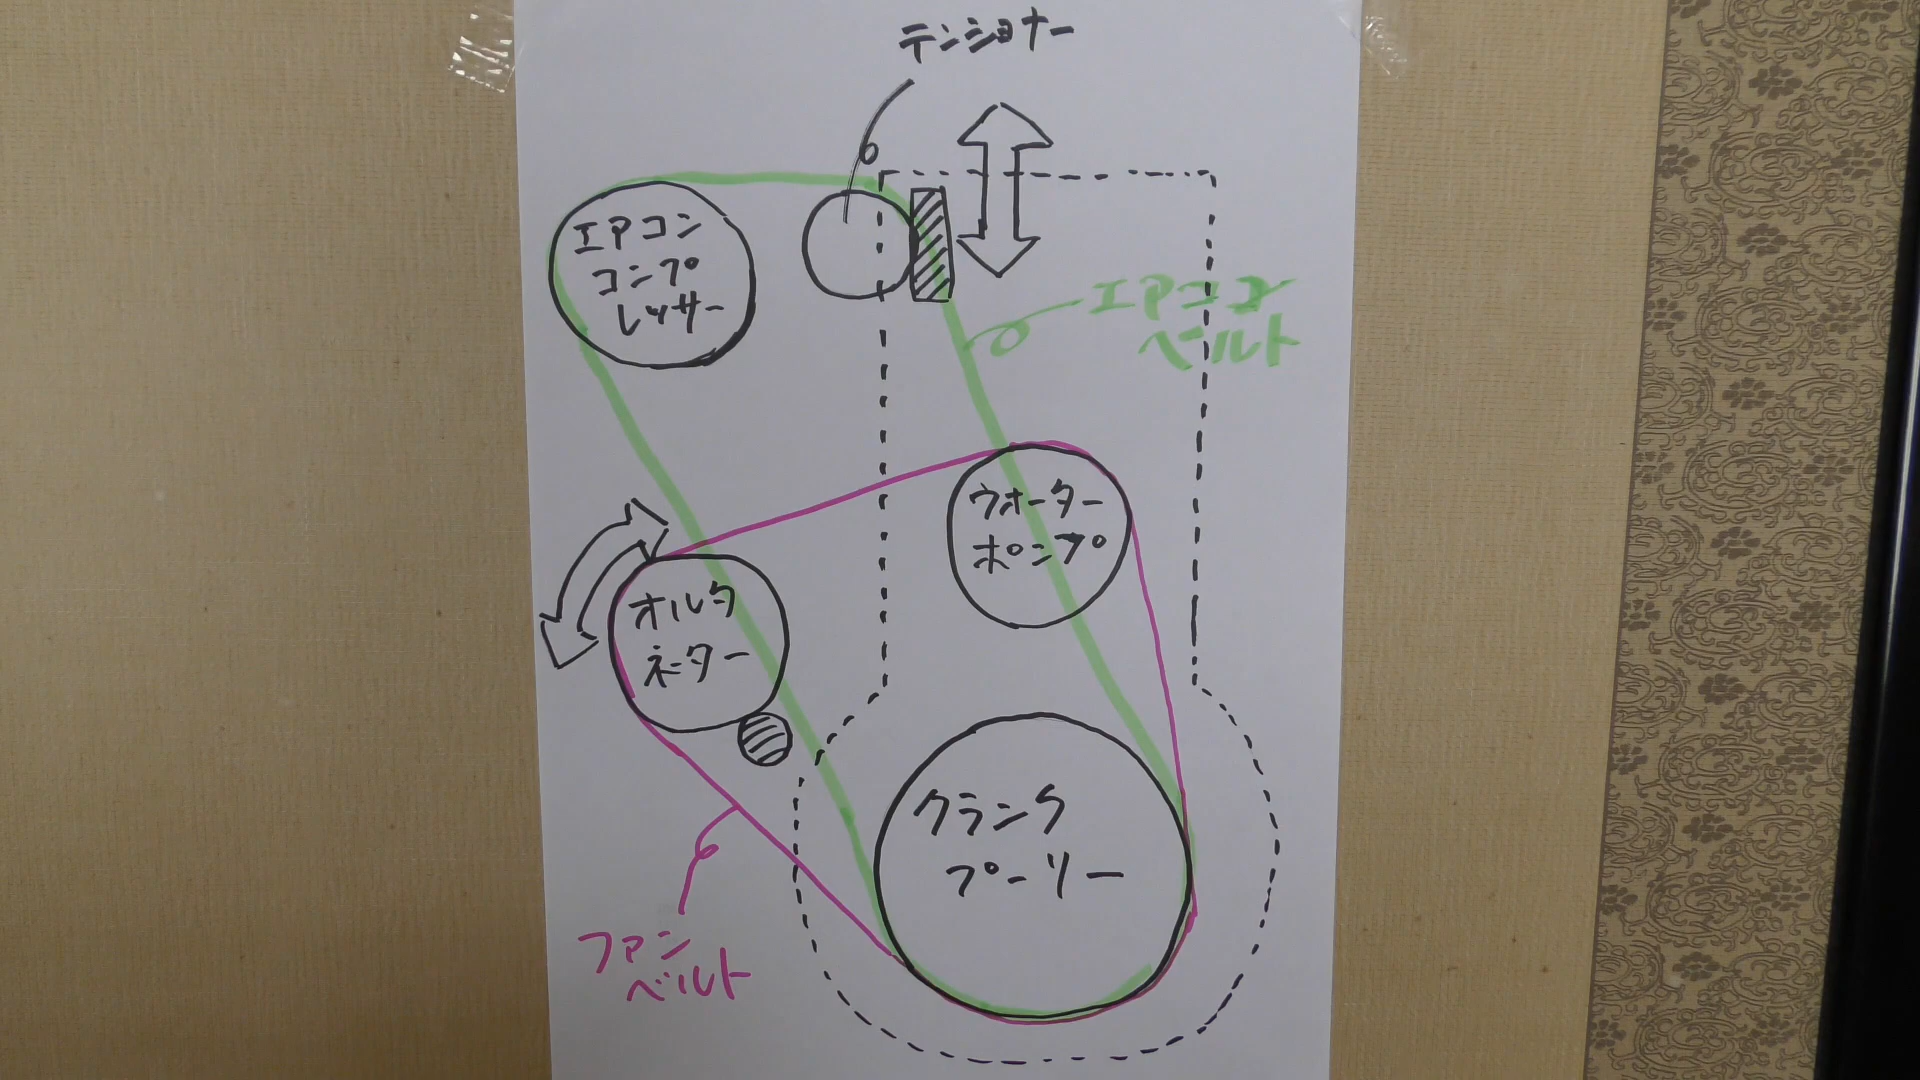 テンショナー
エアコン
コンプ
レッサー
エアコン
ベルト
ウォーター
ポンプ
オルタ
ネーター
クランク
プーリー
ファン
ベルト